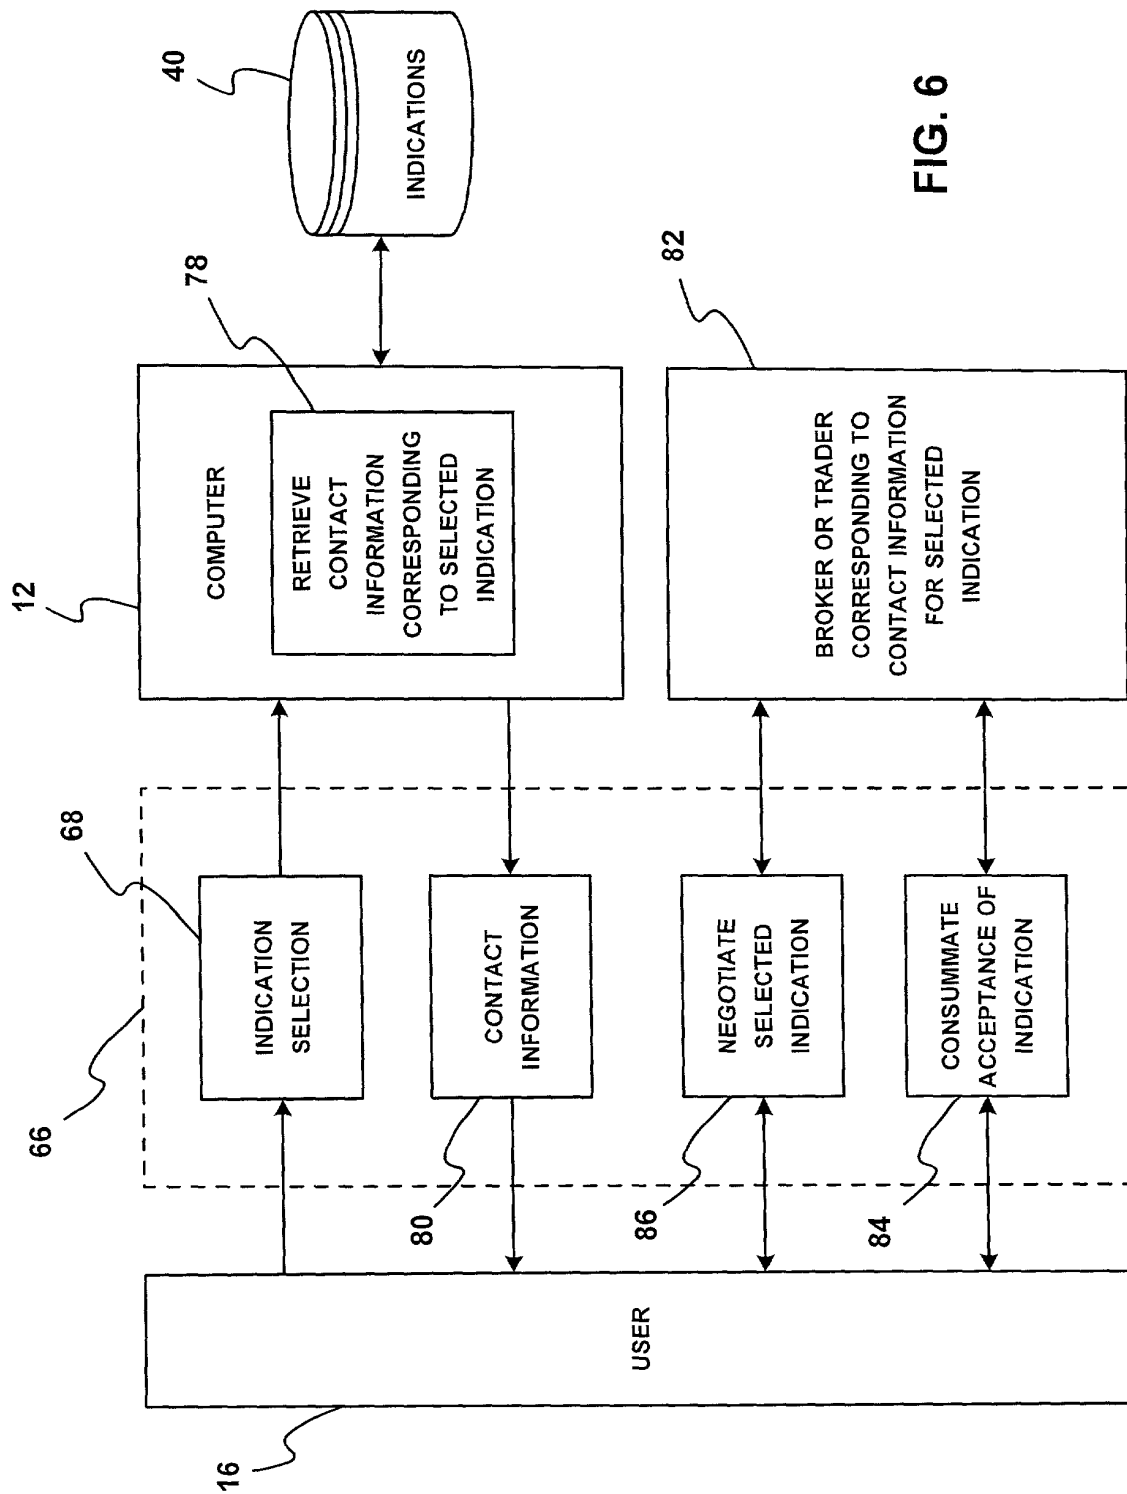 40
INDICATIONS
78
12
COMPUTER
RETRIEVE
CONTACT
INFORMATION
CORRESPONDING
TO SELECTED
INDICATION
82
BROKER OR TRADER
CORRESPONDING TO
CONTACT INFORMATION
FOR SELECTED
INDICATION
66
68
INDICATION
SELECTION
80
CONTACT
INFORMATION
86
NEGOTIATE
SELECTED
INDICATION
84
CONSUMMATE
ACCEPTANCE OF
INDICATION
16
USER
FIG. 6